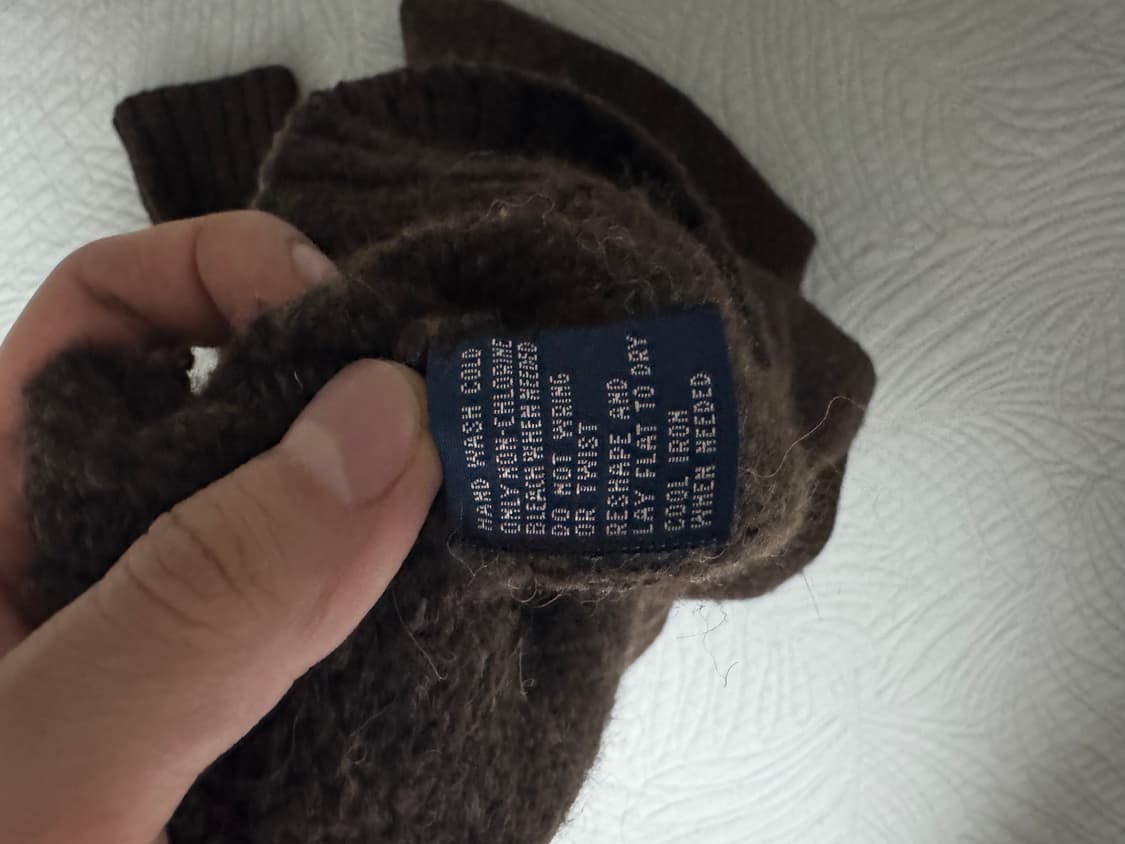 HAND WASH COLD
ONLY NON-CHLORINE
BLEACH WHEN NEEDED
DO NOT WRING
OR TWIST
RESHAPE AND
LAY FLAT TO DRY
COOL IRON
WHEN NEEDED